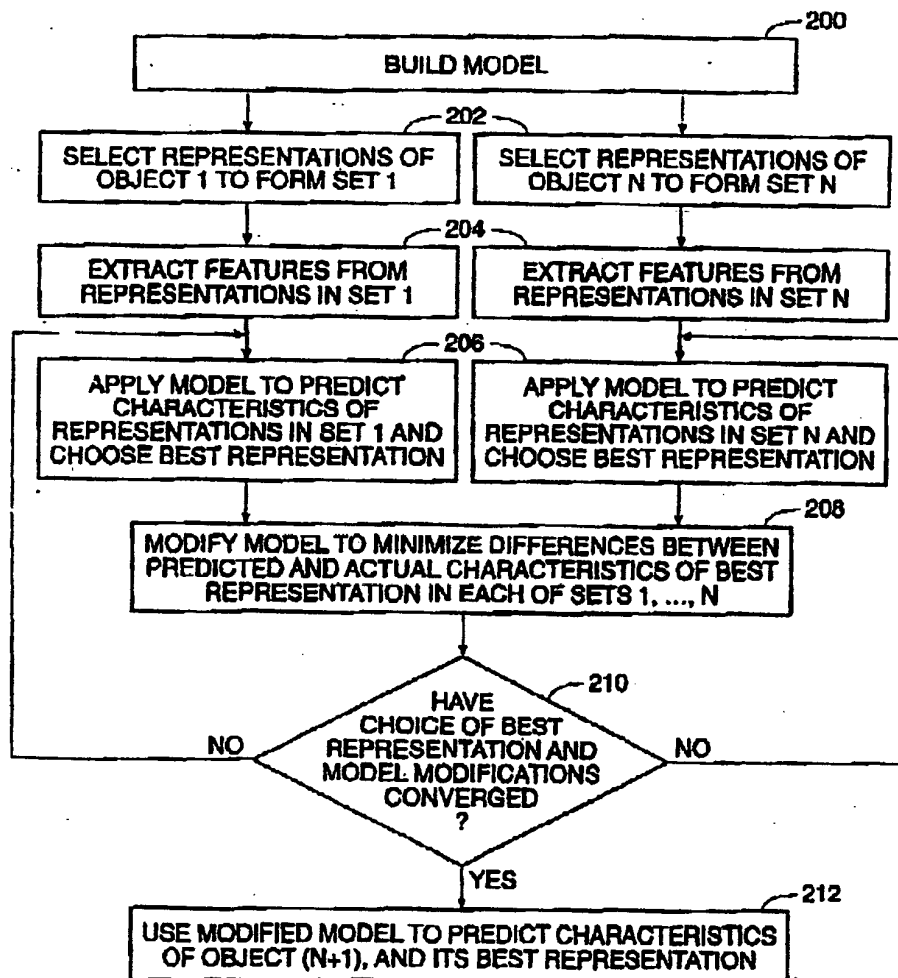 200
BUILD MODEL
202
SELECT REPRESENTATIONS OF
OBJECT 1 TO FORM SET 1
SELECT REPRESENTATIONS OF
OBJECT N TO FORM SET N
204
EXTRACT FEATURES FROM
REPRESENTATIONS IN SET 1
EXTRACT FEATURES FROM
REPRESENTATIONS IN SET N
206
APPLY MODEL TO PREDICT
CHARACTERISTICS OF
REPRESENTATIONS IN SET 1 AND
CHOOSE BEST REPRESENTATION
APPLY MODEL TO PREDICT
CHARACTERISTICS OF
REPRESENTATIONS IN SET N AND
CHOOSE BEST REPRESENTATION
208
MODIFY MODEL TO MINIMIZE DIFFERENCES BETWEEN
PREDICTED AND ACTUAL CHARACTERISTICS OF BEST
REPRESENTATION IN EACH OF SETS 1, ..., N
210
HAVE
CHOICE OF BEST
REPRESENTATION AND
MODEL MODIFICATIONS
CONVERGED
?
NO
NO
YES
212
USE MODIFIED MODEL TO PREDICT CHARACTERISTICS
OF OBJECT (N+1), AND ITS BEST REPRESENTATION